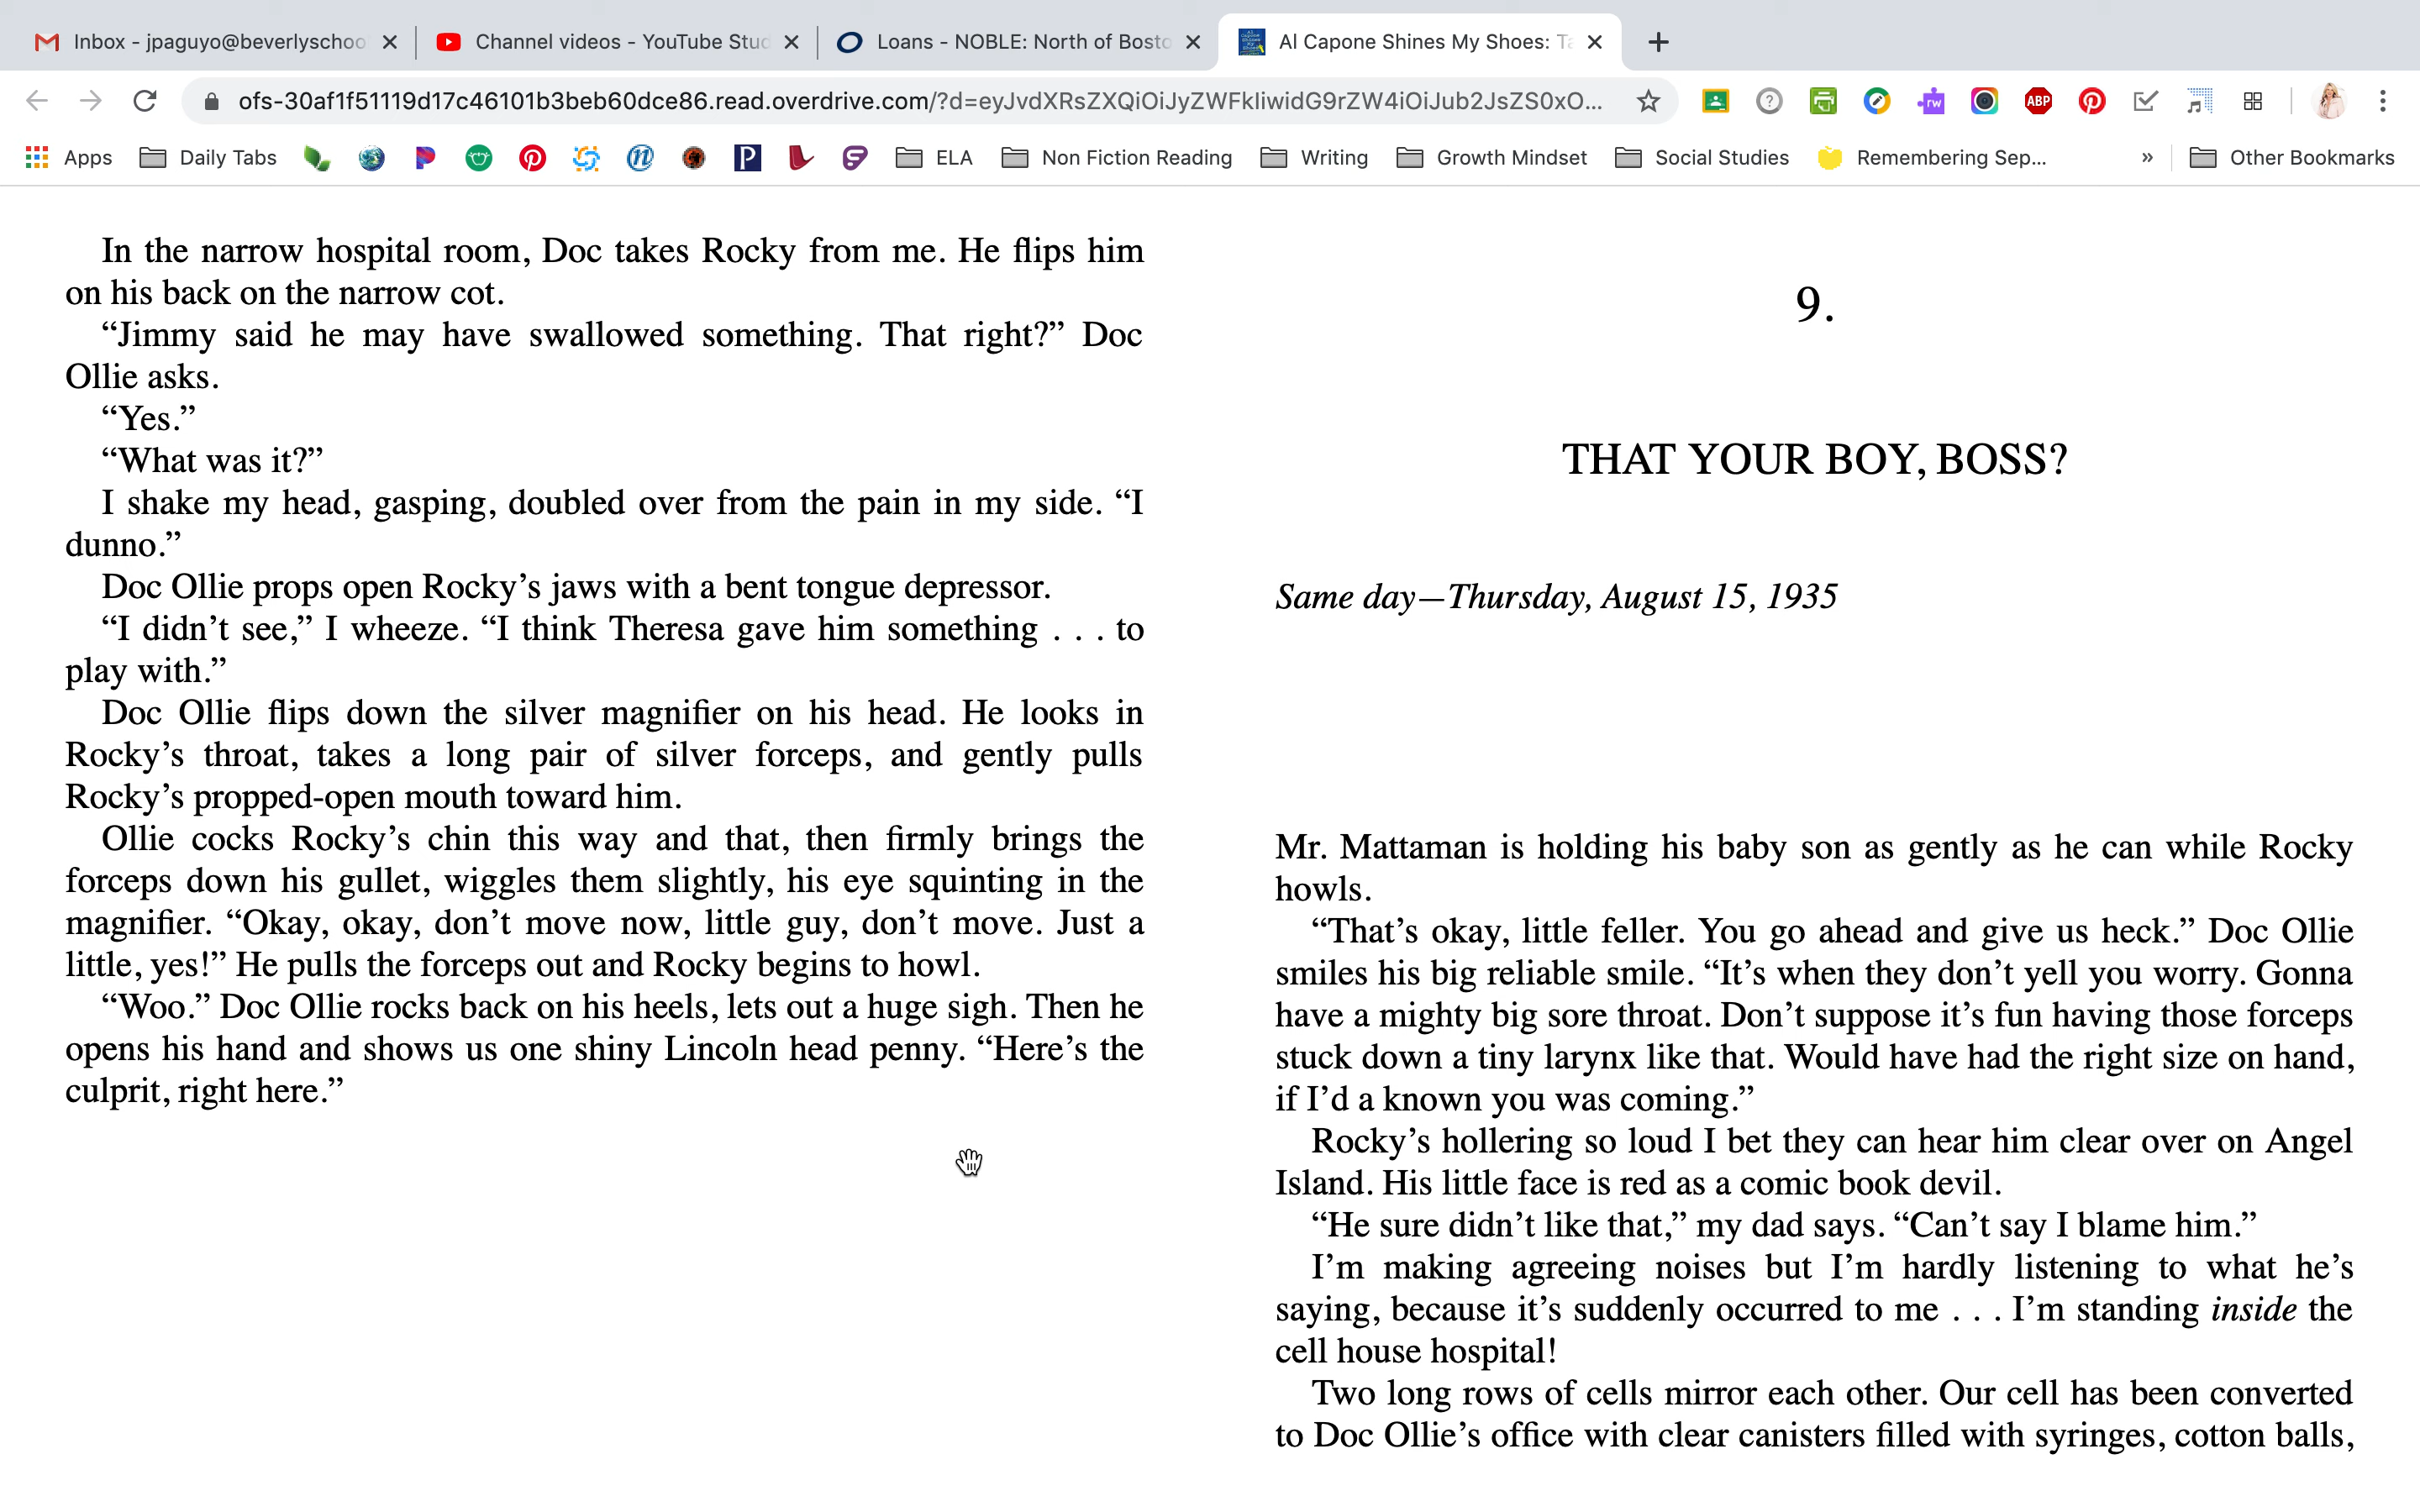 Inbox - jpaguyo@beverlyschoo
Channel videos - YouTube Stud
Loans - NOBLE: North of Bosto
Al Capone Shines My Shoes: Ta
ofs-30af1f51119d17c46101b3beb60dce86.read.overdrive.com/?d=eyJvdXRsZXQiOiJyZWFkIiwidG9rZW4iOiJub2JsZS0xO...
rw
ABP
Apps
Daily Tabs
ELA
Non Fiction Reading
Writing
Growth Mindset
Social Studies
Remembering Sep...
»
Other Bookmarks
In the narrow hospital room, Doc takes Rocky from me. He flips him
on his back on the narrow cot.
“Jimmy said he may have swallowed something. That right?” Doc
Ollie asks.
“Yes.”
“What was it?”
I shake my head, gasping, doubled over from the pain in my side. “I
dunno.”
Doc Ollie props open Rocky’s jaws with a bent tongue depressor.
“I didn’t see,” I wheeze. “I think Theresa gave him something . . . to
play with.”
Doc Ollie flips down the silver magnifier on his head. He looks in
Rocky’s throat, takes a long pair of silver forceps, and gently pulls
Rocky’s propped-open mouth toward him.
Ollie cocks Rocky’s chin this way and that, then firmly brings the
forceps down his gullet, wiggles them slightly, his eye squinting in the
magnifier. “Okay, okay, don’t move now, little guy, don’t move. Just a
little, yes!” He pulls the forceps out and Rocky begins to howl.
“Woo.” Doc Ollie rocks back on his heels, lets out a huge sigh. Then he
opens his hand and shows us one shiny Lincoln head penny. “Here’s the
culprit, right here.”
9.
THAT YOUR BOY, BOSS?
Same day—Thursday, August 15, 1935
Mr. Mattaman is holding his baby son as gently as he can while Rocky
howls.
“That’s okay, little feller. You go ahead and give us heck.” Doc Ollie
smiles his big reliable smile. “It’s when they don’t yell you worry. Gonna
have a mighty big sore throat. Don’t suppose it’s fun having those forceps
stuck down a tiny larynx like that. Would have had the right size on hand,
if I’d a known you was coming.”
Rocky’s hollering so loud I bet they can hear him clear over on Angel
Island. His little face is red as a comic book devil.
“He sure didn’t like that,” my dad says. “Can’t say I blame him.”
I’m making agreeing noises but I’m hardly listening to what he’s
saying, because it’s suddenly occurred to me . . . I’m standing inside the
cell house hospital!
Two long rows of cells mirror each other. Our cell has been converted
to Doc Ollie’s office with clear canisters filled with syringes, cotton balls,